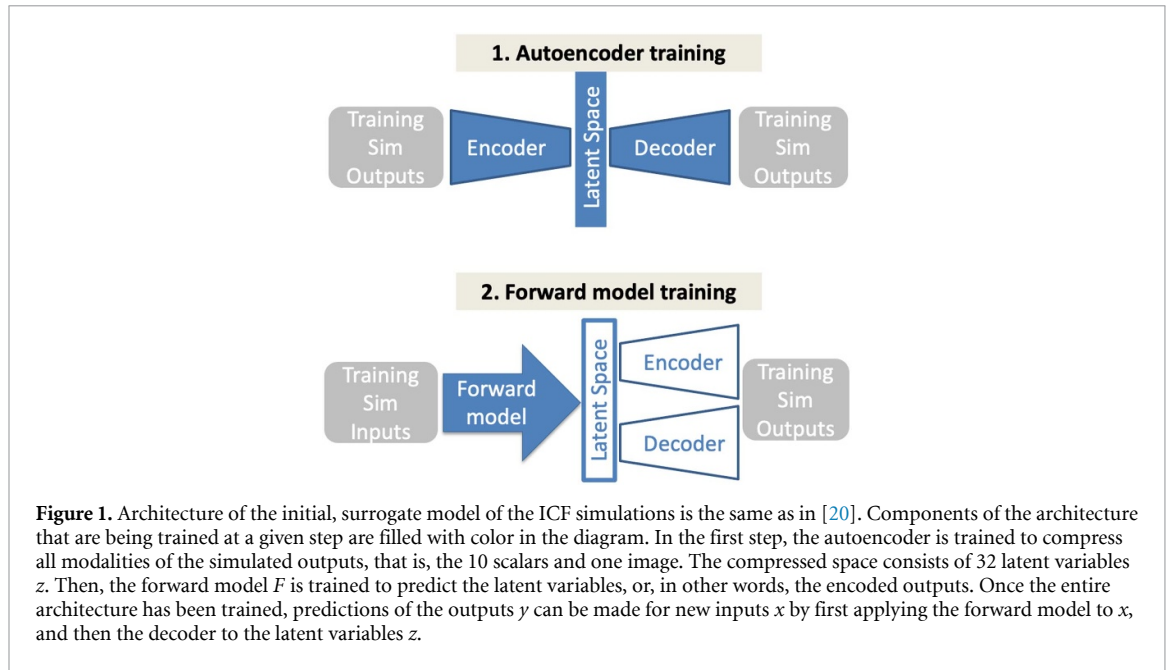 1. Autoencoder training
Training
Sim
Outputs
Encoder
Latent Space
Decoder
Training
Sim
Outputs
2. Forward model training
Training
Sim
Inputs
Forward
model
Latent Space
Encoder
Decoder
Training
Sim
Outputs
Figure 1. Architecture of the initial, surrogate model of the ICF simulations is the same as in [20]. Components of the architecture
that are being trained at a given step are filled with color in the diagram. In the first step, the autoencoder is trained to compress
all modalities of the simulated outputs, that is, the 10 scalars and one image. The compressed space consists of 32 latent variables
z. Then, the forward model F is trained to predict the latent variables, or, in other words, the encoded outputs. Once the entire
architecture has been trained, predictions of the outputs y can be made for new inputs x by first applying the forward model to x,
and then the decoder to the latent variables z.